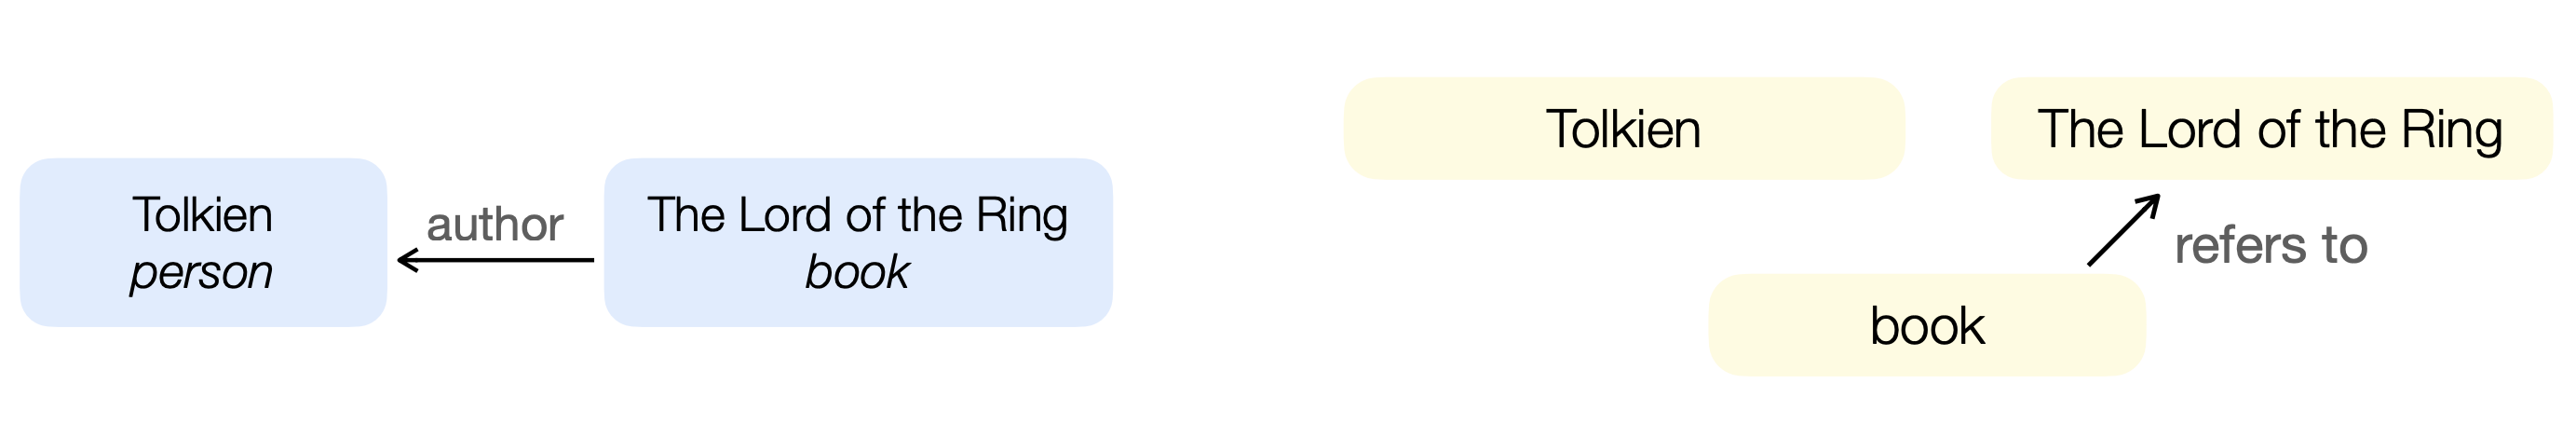 Tolkien
person
author
The Lord of the Ring
book
Tolkien
The Lord of the Ring
refers to
book